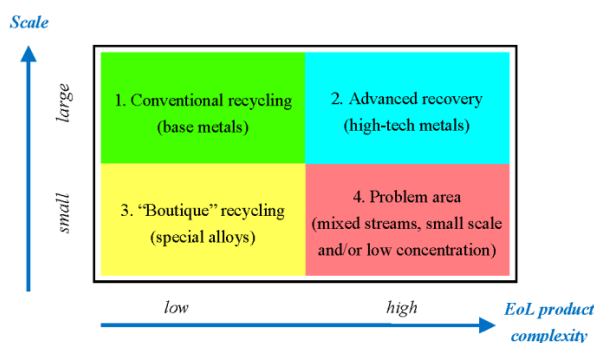 Scale
large
small
1. Conventional recycling
(base metals)
2. Advanced recovery
(high-tech metals)
3. “Boutique” recycling
(special alloys)
4. Problem area
(mixed streams, small scale
and/or low concentration)
low
high
EoL product
complexity